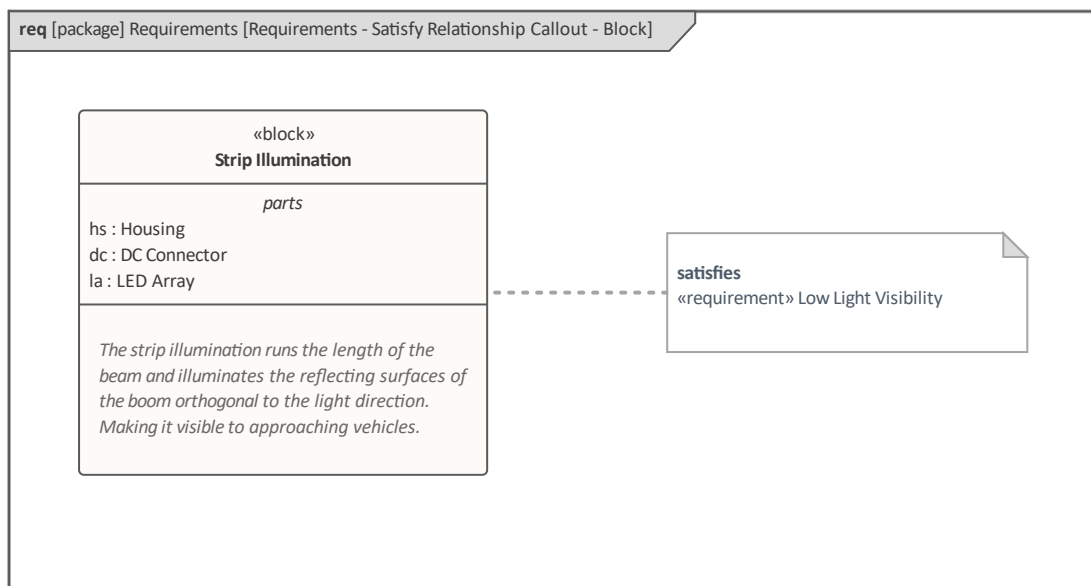 req [package] Requirements [Requirements - Satisfy Relationship Callout - Block]
«block»
Strip Illumination
parts
hs : Housing
dc : DC Connector
la : LED Array
The strip illumination runs the length of the
beam and illuminates the reflecting surfaces of
the boom orthogonal to the light direction.
Making it visible to approaching vehicles.
satisfies
«requirement» Low Light Visibility